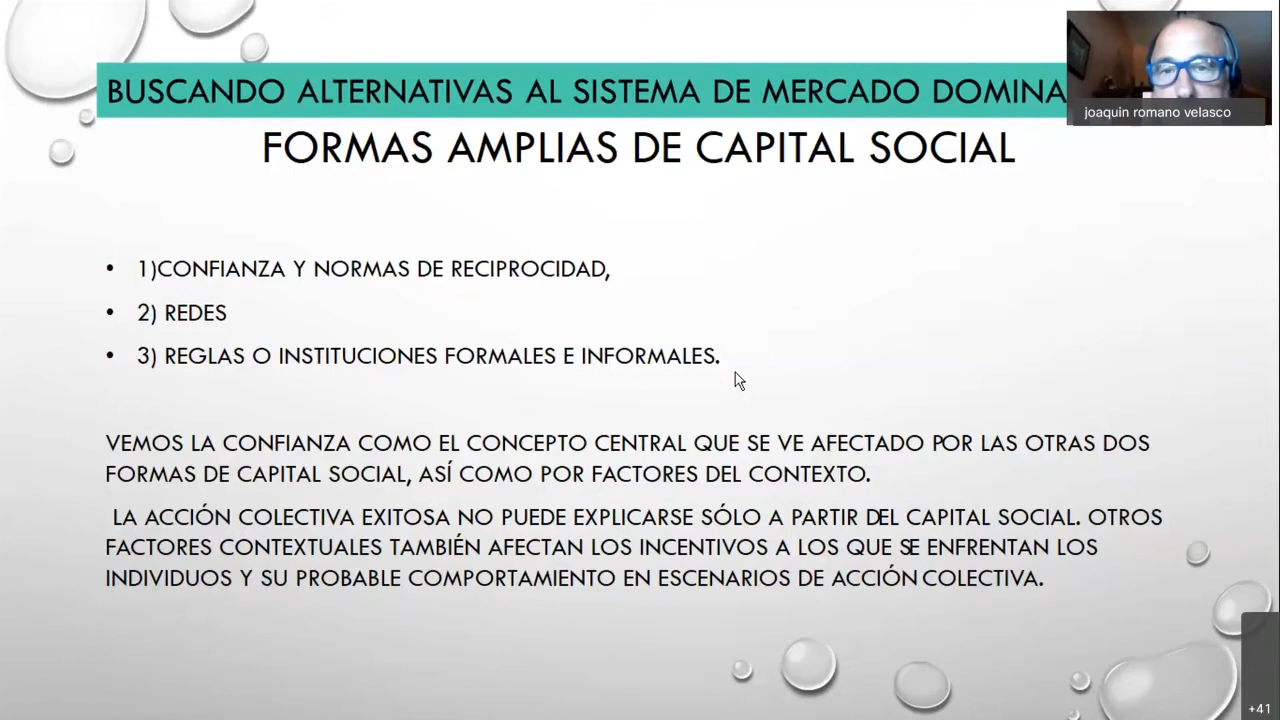 BUSCANDO ALTERNATIVAS AL SISTEMA DE MERCADO DOMINA
joaquin romano velasco
FORMAS AMPLIAS DE CAPITAL SOCIAL
• 1)CONFIANZA Y NORMAS DE RECIPROCIDAD,
• 2) REDES
• 3) REGLAS O INSTITUCIONES FORMALES E INFORMALES.
VEMOS LA CONFIANZA COMO EL CONCEPTO CENTRAL QUE SE VE AFECTADO POR LAS OTRAS DOS
FORMAS DE CAPITAL SOCIAL, ASÍ COMO POR FACTORES DEL CONTEXTO.
LA ACCIÓN COLECTIVA EXITOSA NO PUEDE EXPLICARSE SÓLO A PARTIR DEL CAPITAL SOCIAL. OTROS
FACTORES CONTEXTUALES TAMBIÉN AFECTAN LOS INCENTIVOS A LOS QUE SE ENFRENTAN LOS
INDIVIDUOS Y SU PROBABLE COMPORTAMIENTO EN ESCENARIOS DE ACCIÓN COLECTIVA.
+41